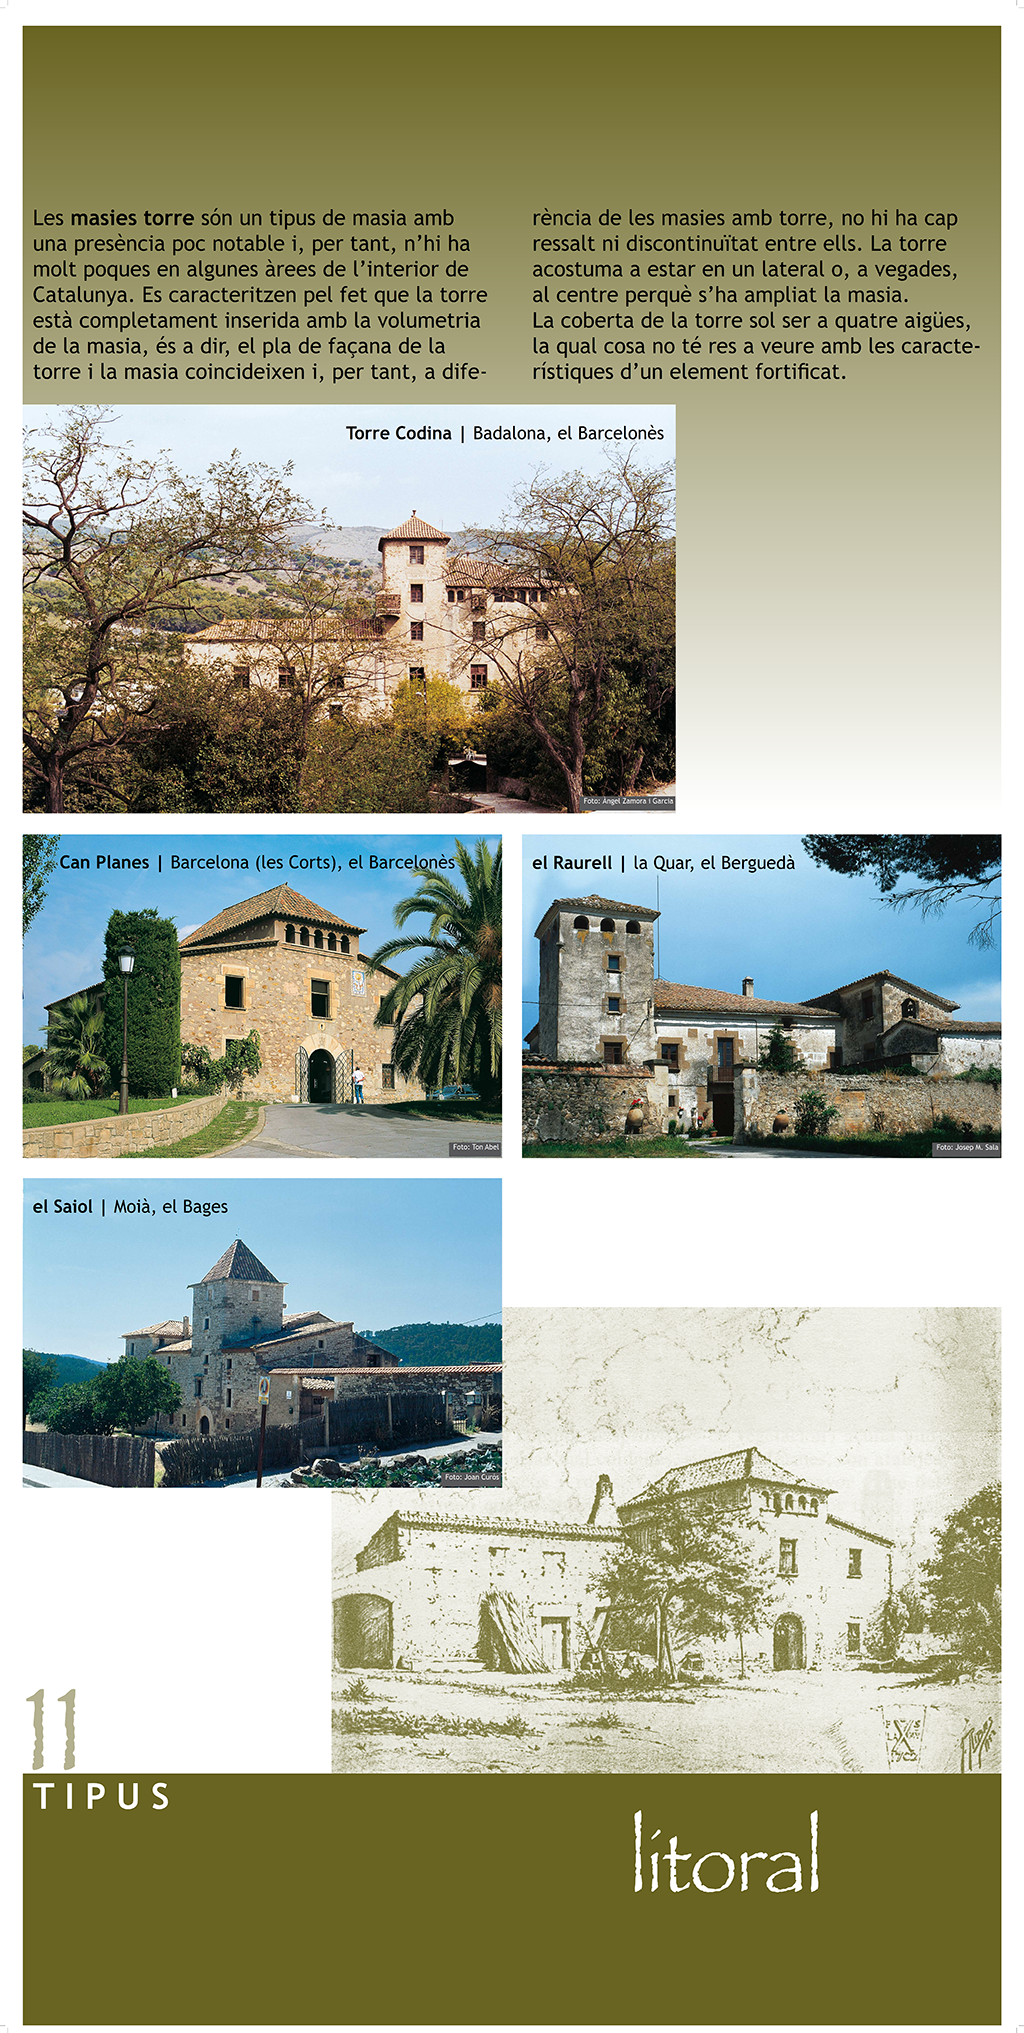 Les masies torre són un tipus de masia amb
una presència poc notable i, per tant, n’hi ha
molt poques en algunes àrees de l’interior de
Catalunya. Es caracteritzen pel fet que la torre
està completament inserida amb la volumetria
de la masia, és a dir, el pla de façana de la
torre i la masia coincideixen i, per tant, a dife-
rència de les masies amb torre, no hi ha cap
ressalt ni discontinuïtat entre ells. La torre
acostuma a estar en un lateral o, a vegades,
al centre perquè s’ha ampliat la masia.
La coberta de la torre sol ser a quatre aigües,
la qual cosa no té res a veure amb les caracte-
rístiques d’un element fortificat.
Torre Codina | Badalona, el Barcelonès
Foto: Àngel Zamora i Garcia
Can Planes | Barcelona (les Corts), el Barcelonès
Foto: Ton Abel
el Raurell | la Quar, el Berguedà
Foto: Josep M. Sala
el Saiol | Moià, el Bages
Foto: Joan Curós
11
TIPUS
litoral